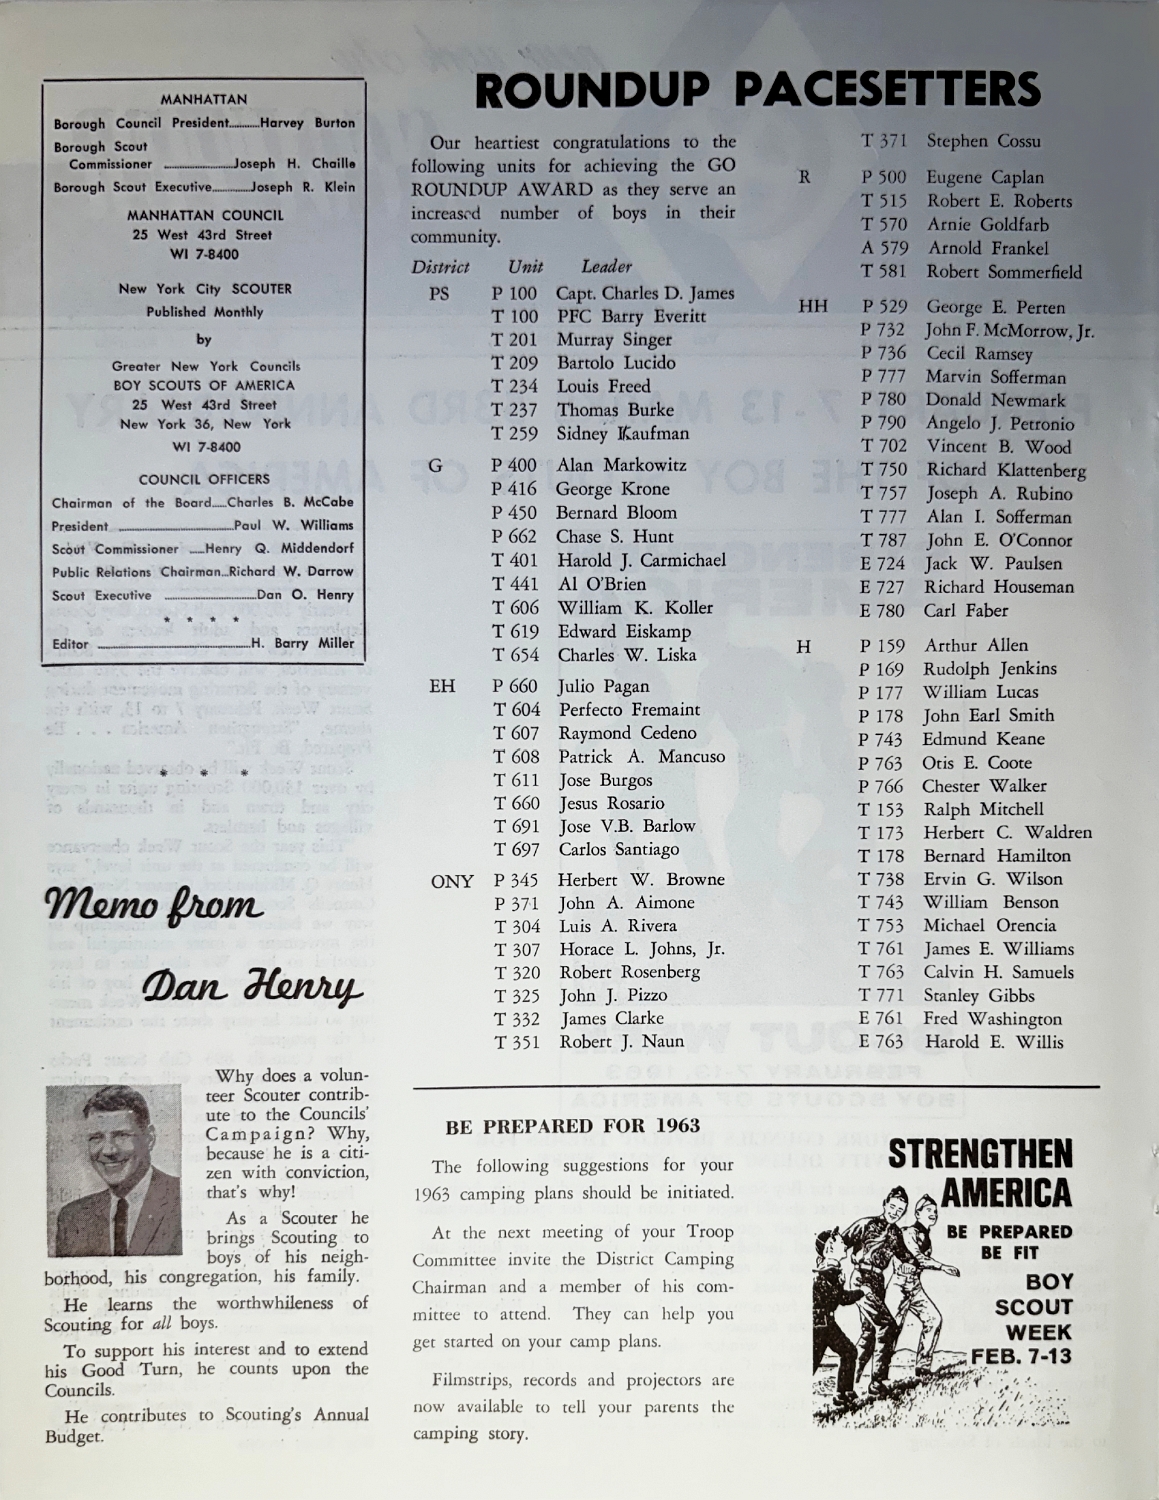 MANHATTAN
Borough Council President..........Harvey Burton
Borough Scout
Commissioner ......................Joseph H. Chaille
Borough Scout Executive............Joseph R. Klein
MANHATTAN COUNCIL
25 West 43rd Street
WI 7-8400
New York City SCOUTER
Published Monthly
by
Greater New York Councils
BOY SCOUTS OF AMERICA
25 West 43rd Street
New York 36, New York
WI 7-8400
COUNCIL OFFICERS
Chairman of the Board.....Charles B. McCabe
President ....................................Paul W. Williams
Scout Commissioner .....Henry Q. Middendorf
Public Relations Chairman...Richard W. Darrow
Scout Executive .............................Dan O. Henry
* * * *
Editor ................................................H. Barry Miller
* * *
Memo from
Dan Henry
Why does a volun-
teer Scouter contrib-
ute to the Councils'
Campaign? Why,
because he is a citi-
zen with conviction,
that's why!
As a Scouter he
brings Scouting to
boys of his neigh-
borhood, his congregation, his family.
He learns the worthwhileness of
Scouting for all boys.
To support his interest and to extend
his Good Turn, he counts upon the
Councils.
He contributes to Scouting's Annual
Budget.
ROUNDUP PACESETTERS
Our heartiest congratulations to the
following units for achieving the GO
ROUNDUP AWARD as they serve an
increased number of boys in their
community.
District Unit Leader
PS P 100 Capt. Charles D. James
T 100 PFC Barry Everitt
T 201 Murray Singer
T 209 Bartolo Lucido
T 234 Louis Freed
T 237 Thomas Burke
T 259 Sidney Kaufman
G P 400 Alan Markowitz
P 416 George Krone
P 450 Bernard Bloom
P 662 Chase S. Hunt
T 401 Harold J. Carmichael
T 441 Al O'Brien
T 606 William K. Koller
T 619 Edward Eiskamp
T 654 Charles W. Liska
EH P 660 Julio Pagan
T 604 Perfecto Fremaint
T 607 Raymond Cedeno
T 608 Patrick A. Mancuso
T 611 Jose Burgos
T 660 Jesus Rosario
T 691 Jose V.B. Barlow
T 697 Carlos Santiago
ONY P 345 Herbert W. Browne
P 371 John A. Aimone
T 304 Luis A. Rivera
T 307 Horace L. Johns, Jr.
T 320 Robert Rosenberg
T 325 John J. Pizzo
T 332 James Clarke
T 351 Robert J. Naun
T 371 Stephen Cossu
R P 500 Eugene Caplan
T 515 Robert E. Roberts
T 570 Arnie Goldfarb
A 579 Arnold Frankel
T 581 Robert Sommerfield
HH P 529 George E. Perten
P 732 John F. McMorrow, Jr.
P 736 Cecil Ramsey
P 777 Marvin Sofferman
P 780 Donald Newmark
P 790 Angelo J. Petronio
T 702 Vincent B. Wood
T 750 Richard Klattenberg
T 757 Joseph A. Rubino
T 777 Alan I. Sofferman
T 787 John E. O'Connor
E 724 Jack W. Paulsen
E 727 Richard Houseman
E 780 Carl Faber
H P 159 Arthur Allen
P 169 Rudolph Jenkins
P 177 William Lucas
P 178 John Earl Smith
P 743 Edmund Keane
P 763 Otis E. Coote
P 766 Chester Walker
T 153 Ralph Mitchell
T 173 Herbert C. Waldren
T 178 Bernard Hamilton
T 738 Ervin G. Wilson
T 743 William Benson
T 753 Michael Orencia
T 761 James E. Williams
T 763 Calvin H. Samuels
T 771 Stanley Gibbs
E 761 Fred Washington
E 763 Harold E. Willis
BE PREPARED FOR 1963
The following suggestions for your
1963 camping plans should be initiated.
At the next meeting of your Troop
Committee invite the District Camping
Chairman and a member of his com-
mittee to attend. They can help you
get started on your camp plans.
Filmstrips, records and projectors are
now available to tell your parents the
camping story.
STRENGTHEN
AMERICA
BE PREPARED
BE FIT
BOY
SCOUT
WEEK
FEB. 7-13